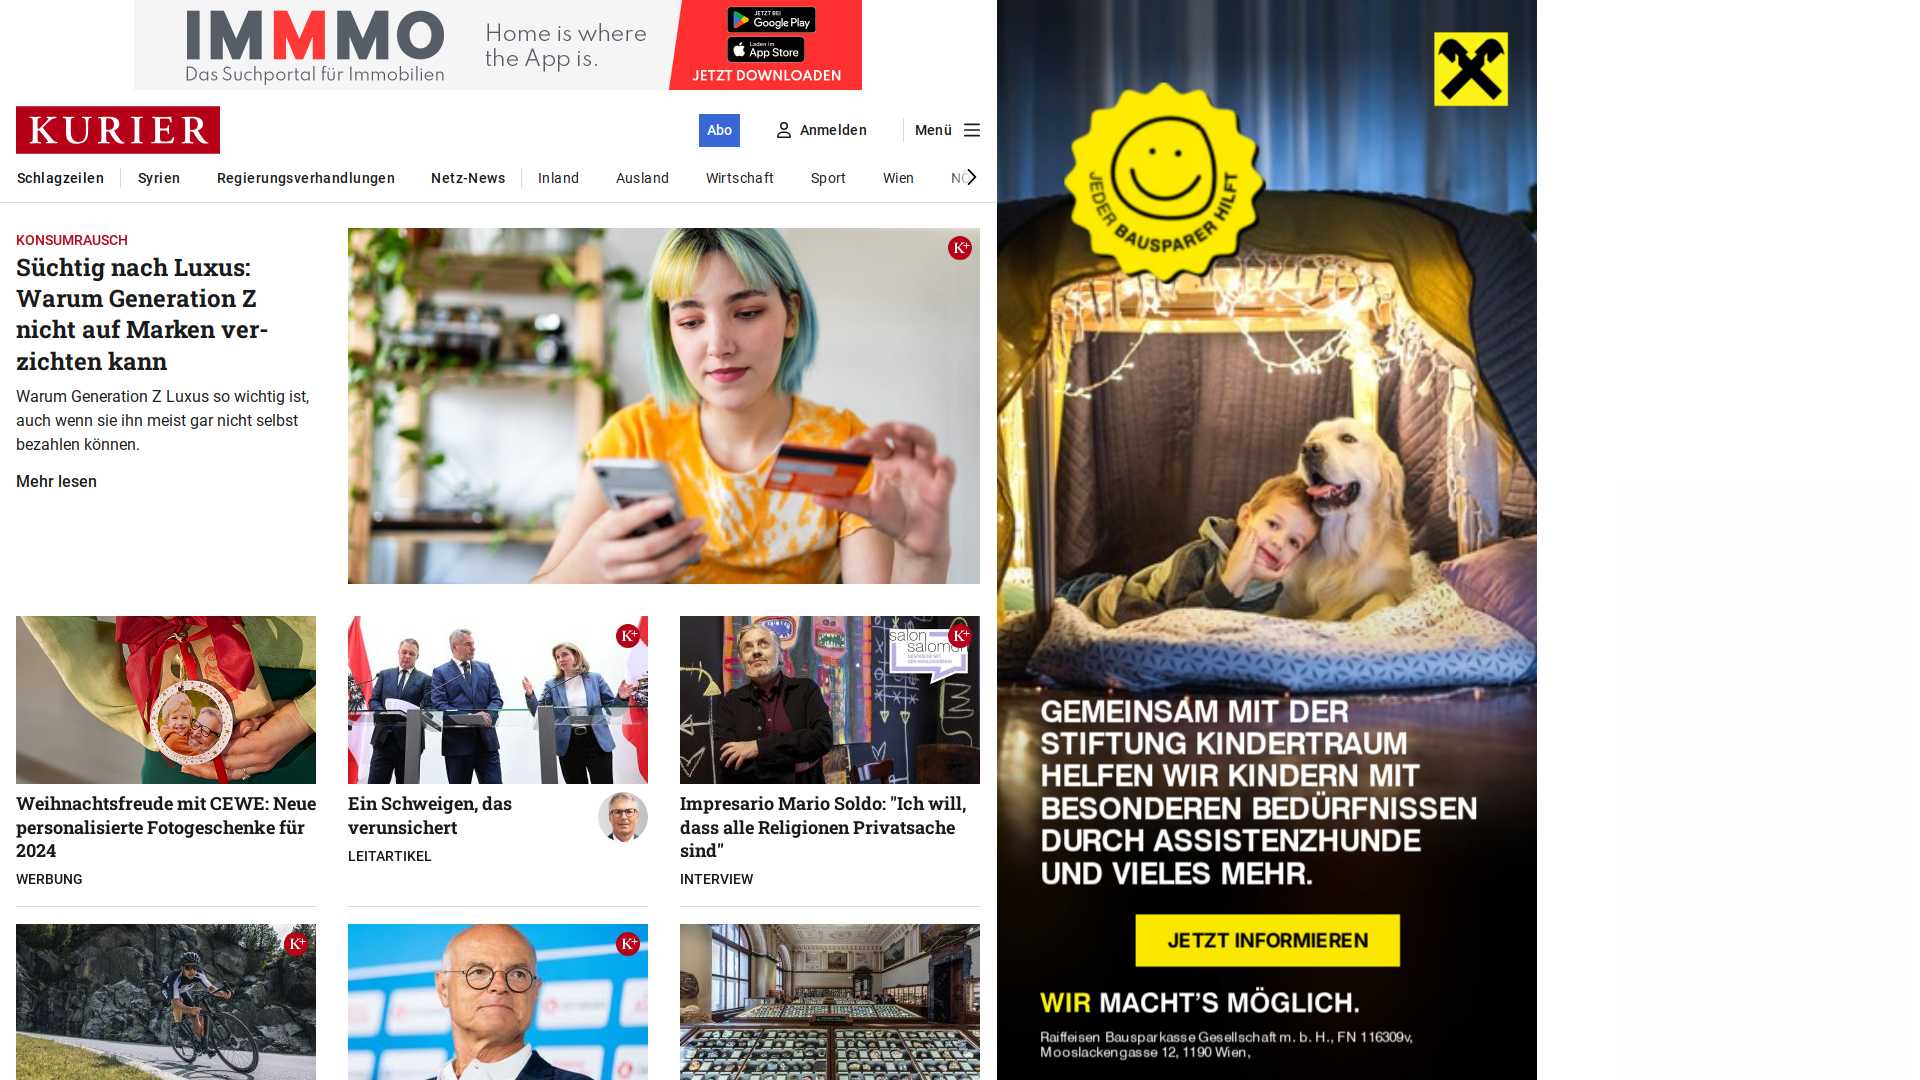 IMMMO
Das Suchportal für Immobilien
Home is where
the App is.
JETZT BEI
Google Play
Laden im
App Store
JETZT DOWNLOADEN
KURIER
Abo
Anmelden
Menü
Schlagzeilen
Syrien
Regierungsverhandlungen
Netz-News
Inland
Ausland
Wirtschaft
Sport
Wien
NÖ
KONSUMRAUSCH
Süchtig nach Luxus:
Warum Generation Z
nicht auf Marken ver-
zichten kann
Warum Generation Z Luxus so wichtig ist,
auch wenn sie ihn meist gar nicht selbst
bezahlen können.
Mehr lesen
K+
K+
salon
salomon
K+
Weihnachtsfreude mit CEWE: Neue
personalisierte Fotogeschenke für
2024
WERBUNG
Ein Schweigen, das
verunsichert
LEITARTIKEL
Impresario Mario Soldo: "Ich will,
dass alle Religionen Privatsache
sind"
INTERVIEW
K+
K+
JEDER BAUSPARER HILFT
GEMEINSAM MIT DER
STIFTUNG KINDERTRAUM
HELFEN WIR KINDERN MIT
BESONDEREN BEDÜRFNISSEN
DURCH ASSISTENZHUNDE
UND VIELES MEHR.
JETZT INFORMIEREN
WIR MACHT'S MÖGLICH.
Raiffeisen Bausparkasse Gesellschaft m. b. H., FN 116309v,
Mooslackengasse 12, 1190 Wien,